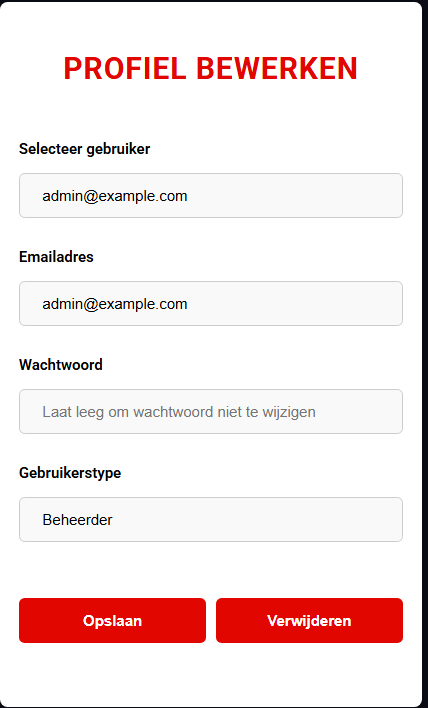 PROFIEL BEWERKEN
Selecteer gebruiker
admin@example.com
Emailadres
admin@example.com
Wachtwoord
Laat leeg om wachtwoord niet te wijzigen
Gebruikerstype
Beheerder
Opslaan
Verwijderen